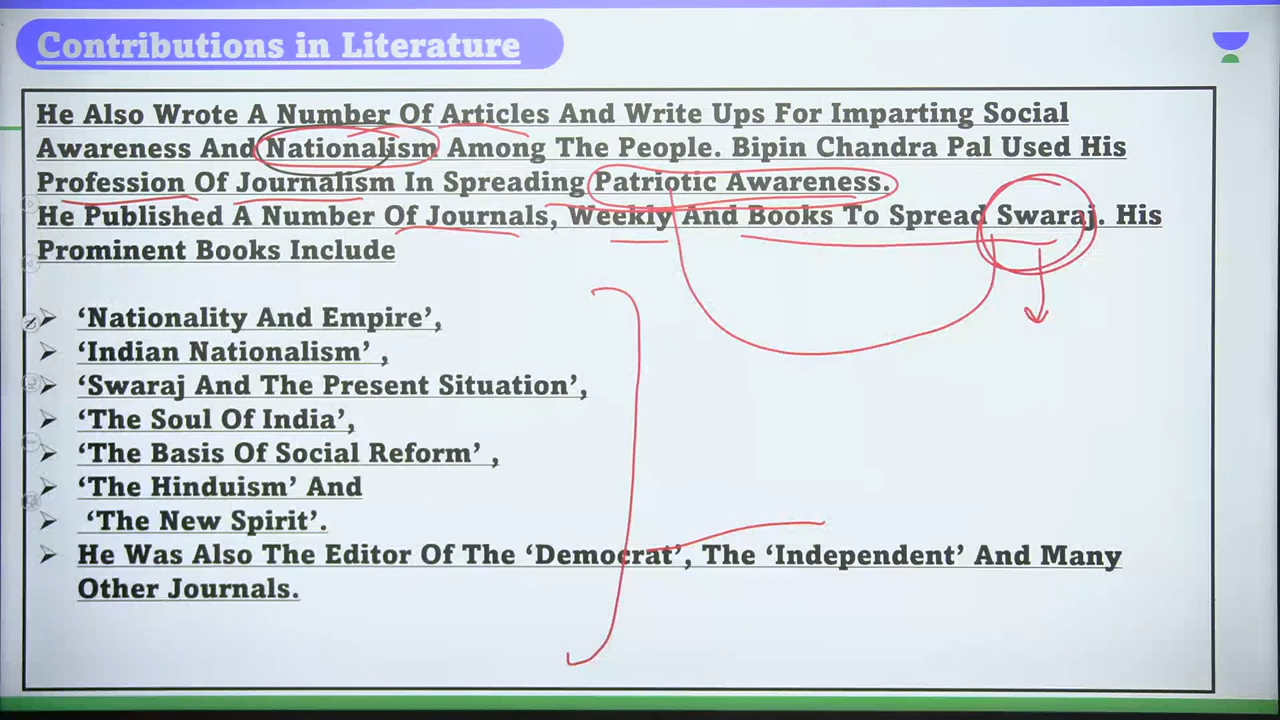 Contributions in Literature
He Also Wrote A Number Of Articles And Write Ups For Imparting Social
Awareness And Nationalism Among The People. Bipin Chandra Pal Used His
Profession Of Journalism In Spreading Patriotic Awareness.
He Published A Number Of Journals, Weekly And Books To Spread Swaraj. His
Prominent Books Include
‘Nationality And Empire’,
‘Indian Nationalism’ ,
‘Swaraj And The Present Situation’,
‘The Soul Of India’,
‘The Basis Of Social Reform’ ,
‘The Hinduism’ And
‘The New Spirit’.
He Was Also The Editor Of The ‘Democrat’, The ‘Independent’ And Many
Other Journals.